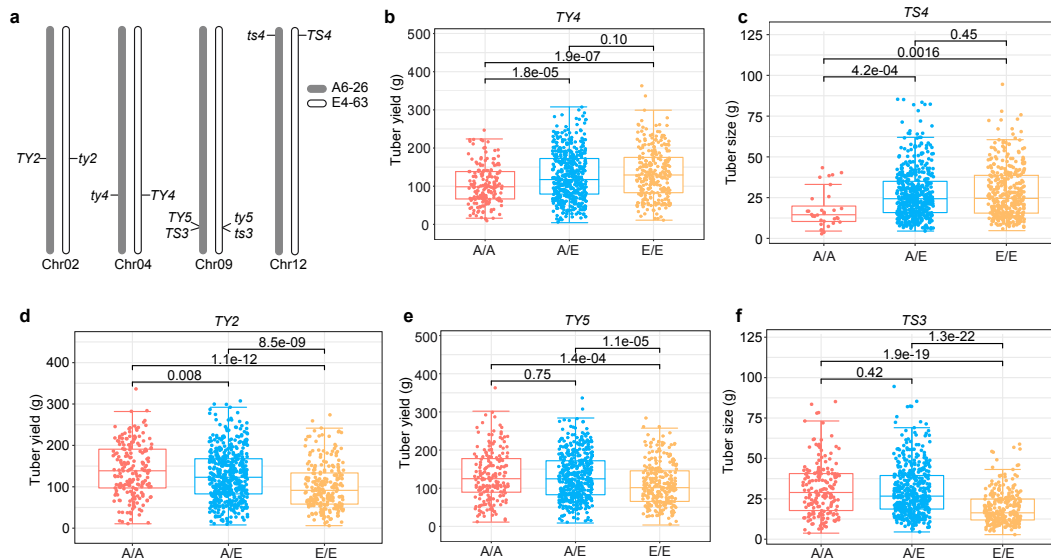 a
ts4 TS4
A6-26
E4-63
TY2 ty2
ty4 TY4
TY5 ty5
TS3 ts3
Chr02 Chr04 Chr09 Chr12
b
TY4
Tuber yield (g)
500
400
300
200
100
0
0.10
1.9e-07
1.8e-05
A/A A/E E/E
c
TS4
Tuber size (g)
125
100
75
50
25
0
0.45
0.0016
4.2e-04
A/A A/E E/E
d
TY2
Tuber yield (g)
400
300
200
100
0
8.5e-09
1.1e-12
0.008
A/A A/E E/E
e
TY5
Tuber yield (g)
500
400
300
200
100
0
1.1e-05
1.4e-04
0.75
A/A A/E E/E
f
TS3
Tuber size (g)
125
100
75
50
25
0
1.3e-22
1.9e-19
0.42
A/A A/E E/E